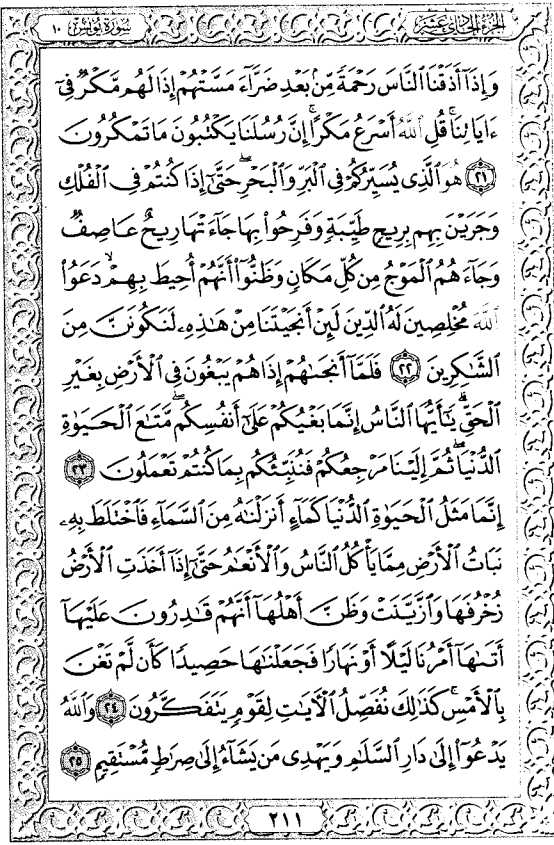 الجزء الحادي عشر سورة يونس ١٠
وَإِذَا أَذَقْنَا ٱلنَّاسَ رَحْمَةً مِّنۢ بَعْدِ ضَرَّآءَ مَسَّتْهُمْ إِذَا لَهُم مَّكْرٌ فِىٓ
ءَايَاتِنَا ۚ قُلِ ٱللَّهُ أَسْرَعُ مَكْرًا ۚ إِنَّ رُسُلَنَا يَكْتُبُونَ مَا تَمْكُرُونَ
٢١ هُوَ ٱلَّذِى يُسَيِّرُكُمْ فِى ٱلْبَرِّ وَٱلْبَحْرِ ۖ حَتَّىٰٓ إِذَا كُنتُمْ فِى ٱلْفُلْكِ
وَجَرَيْنَ بِهِم بِرِيحٍ طَيِّبَةٍ وَفَرِحُوا۟ بِهَا جَآءَتْهَا رِيحٌ عَاصِفٌ
وَجَآءَهُمُ ٱلْمَوْجُ مِن كُلِّ مَكَانٍ وَظَنُّوٓا۟ أَنَّهُمْ أُحِيطَ بِهِمْ ۙ دَعَوُا۟
ٱللَّهَ مُخْلِصِينَ لَهُ ٱلدِّينَ لَئِنْ أَنجَيْتَنَا مِنْ هَٰذِهِۦ لَنَكُونَنَّ مِنَ
ٱلشَّٰكِرِينَ ٢٢ فَلَمَّآ أَنجَىٰهُمْ إِذَا هُمْ يَبْغُونَ فِى ٱلْأَرْضِ بِغَيْرِ
ٱلْحَقِّ ۗ يَٰٓأَيُّهَا ٱلنَّاسُ إِنَّمَا بَغْيُكُمْ عَلَىٰٓ أَنفُسِكُم ۖ مَّتَٰعَ ٱلْحَيَوٰةِ
ٱلدُّنْيَا ۖ ثُمَّ إِلَيْنَا مَرْجِعُكُمْ فَنُنَبِّئُكُم بِمَا كُنتُمْ تَعْمَلُونَ ٢٣
إِنَّمَا مَثَلُ ٱلْحَيَوٰةِ ٱلدُّنْيَا كَمَآءٍ أَنزَلْنَٰهُ مِنَ ٱلسَّمَآءِ فَٱخْتَلَطَ بِهِۦ
نَبَاتُ ٱلْأَرْضِ مِمَّا يَأْكُلُ ٱلنَّاسُ وَٱلْأَنْعَٰمُ حَتَّىٰٓ إِذَآ أَخَذَتِ ٱلْأَرْضُ
زُخْرُفَهَا وَٱزَّيَّنَتْ وَظَنَّ أَهْلُهَآ أَنَّهُمْ قَٰدِرُونَ عَلَيْهَآ
أَتَىٰهَآ أَمْرُنَا لَيْلًا أَوْ نَهَارًا فَجَعَلْنَٰهَا حَصِيدًا كَأَن لَّمْ تَغْنَ
بِٱلْأَمْسِ ۚ كَذَٰلِكَ نُفَصِّلُ ٱلْآيَٰتِ لِقَوْمٍ يَتَفَكَّرُونَ ٢٤ وَٱللَّهُ
يَدْعُوٓا۟ إِلَىٰ دَارِ ٱلسَّلَٰمِ وَيَهْدِى مَن يَشَآءُ إِلَىٰ صِرَٰطٍ مُّسْتَقِيمٍ ٢٥
٢١١